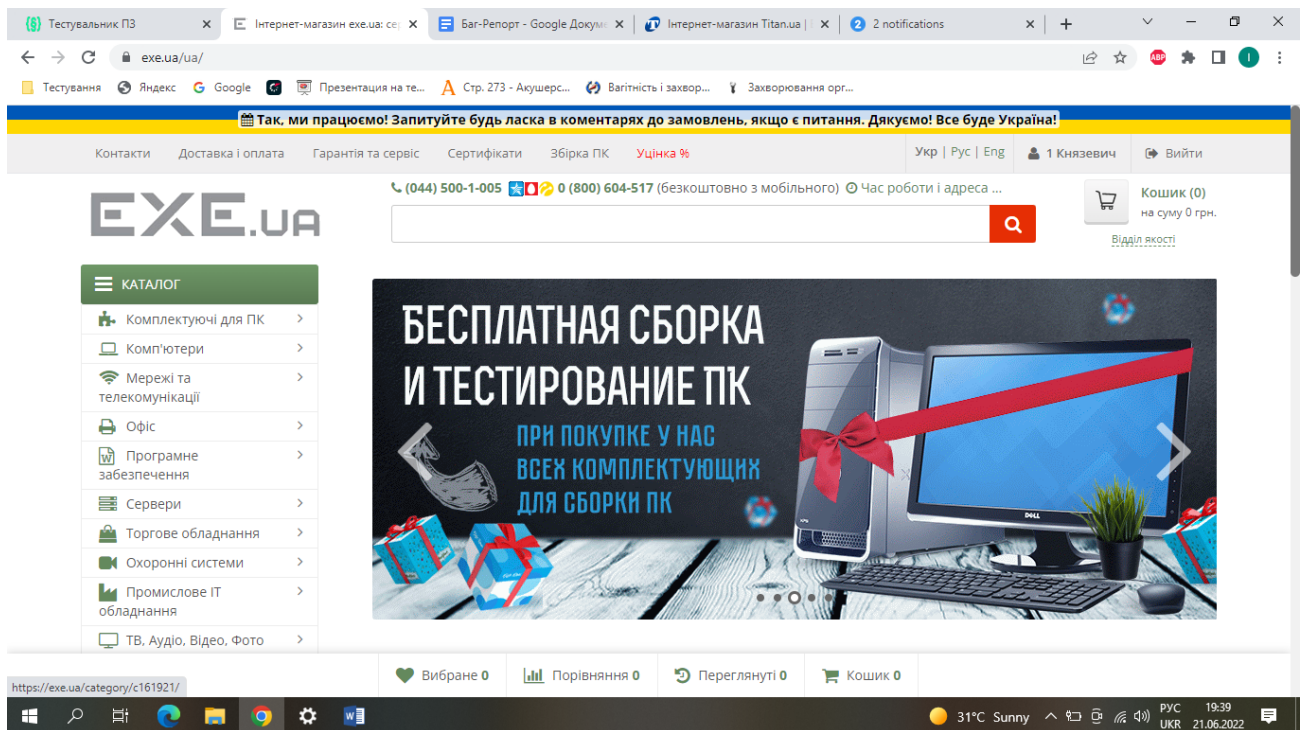 Тестувальник ПЗ
Інтернет-магазин exe.ua: сер
Баг-Репорт - Google Докуме
Інтернет-магазин Titan.ua |
2 notifications
exe.ua/ua/
Тестування Яндекс Google Презентация на те... Стр. 273 - Акушерс... Вагітність і захвор... Захворювання орг...
Так, ми працюємо! Запитуйте будь ласка в коментарях до замовлень, якщо є питання. Дякуємо! Все буде Україна!
Контакти Доставка і оплата Гарантія та сервіс Сертифікати Збірка ПК Уцінка % Укр | Рус | Eng 1 Князевич Вийти
(044) 500-1-005 0 (800) 604-517 (безкоштовно з мобільного) Час роботи і адреса ...
EXE.UA
Кошик (0)
на суму 0 грн.
Відділ якості
КАТАЛОГ
Комплектуючі для ПК
Комп'ютери
Мережі та
телекомунікації
Офіс
Програмне
забезпечення
Сервери
Торгове обладнання
Охоронні системи
Промислове ІТ
обладнання
ТВ, Аудіо, Відео, Фото
БЕСПЛАТНАЯ СБОРКА
И ТЕСТИРОВАНИЕ ПК
ПРИ ПОКУПКЕ У НАС
ВСЕХ КОМПЛЕКТУЮЩИХ
ДЛЯ СБОРКИ ПК
DELL
Вибране 0 Порівняння 0 Переглянуті 0 Кошик 0
https://exe.ua/category/c161921/
31°C Sunny
РУС
UKR
19:39
21.06.2022